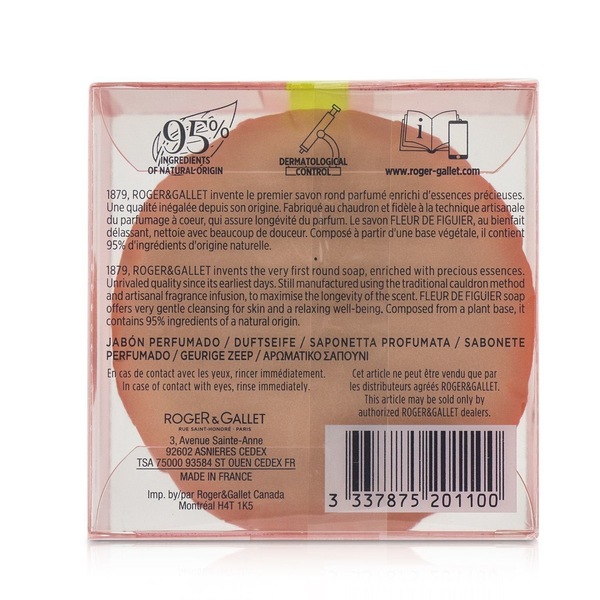 95%
INGREDIENTS
OF NATURAL ORIGIN
DERMATOLOGICAL
CONTROL
i
www.roger-gallet.com
1879, ROGER&GALLET invente le premier savon rond parfumé enrichi d'essences précieuses.
Une qualité inégalée depuis son origine. Fabriqué au chaudron et fidèle à la technique artisanale
du parfumage à coeur, qui assure longévité du parfum. Le savon FLEUR DE FIGUIER, au bienfait
délassant, nettoie avec beaucoup de douceur. Composé à partir d'une base végétale, il contient
95% d'ingrédients d'origine naturelle.
1879, ROGER&GALLET invents the very first round soap, enriched with precious essences.
Unrivaled quality since its earliest days. Still manufactured using the traditional cauldron method
and artisanal fragrance infusion, to maximise the longevity of the scent. FLEUR DE FIGUIER soap
offers very gentle cleansing for skin and a relaxing well-being. Composed from a plant base, it
contains 95% ingredients of a natural origin.
JABÓN PERFUMADO / DUFTSEIFE / SAPONETTA PROFUMATA / SABONETE
PERFUMADO / GEURIGE ZEEP / ΑΡΩΜΑΤΙΚΟ ΣΑΠΟΥΝΙ
En cas de contact avec les yeux, rincer immédiatement.
In case of contact with eyes, rinse immediately.
Cet article ne peut être vendu que par
les distributeurs agréés ROGER&GALLET.
This article may be sold only by
authorized ROGER&GALLET dealers.
ROGER & GALLET
RUE SAINT-HONORÉ · PARIS
3, Avenue Sainte-Anne
92602 ASNIERES CEDEX
TSA 75000 93584 ST OUEN CEDEX FR
MADE IN FRANCE
Imp. by/par Roger&Gallet Canada
Montréal H4T 1K5
3 337875 201100